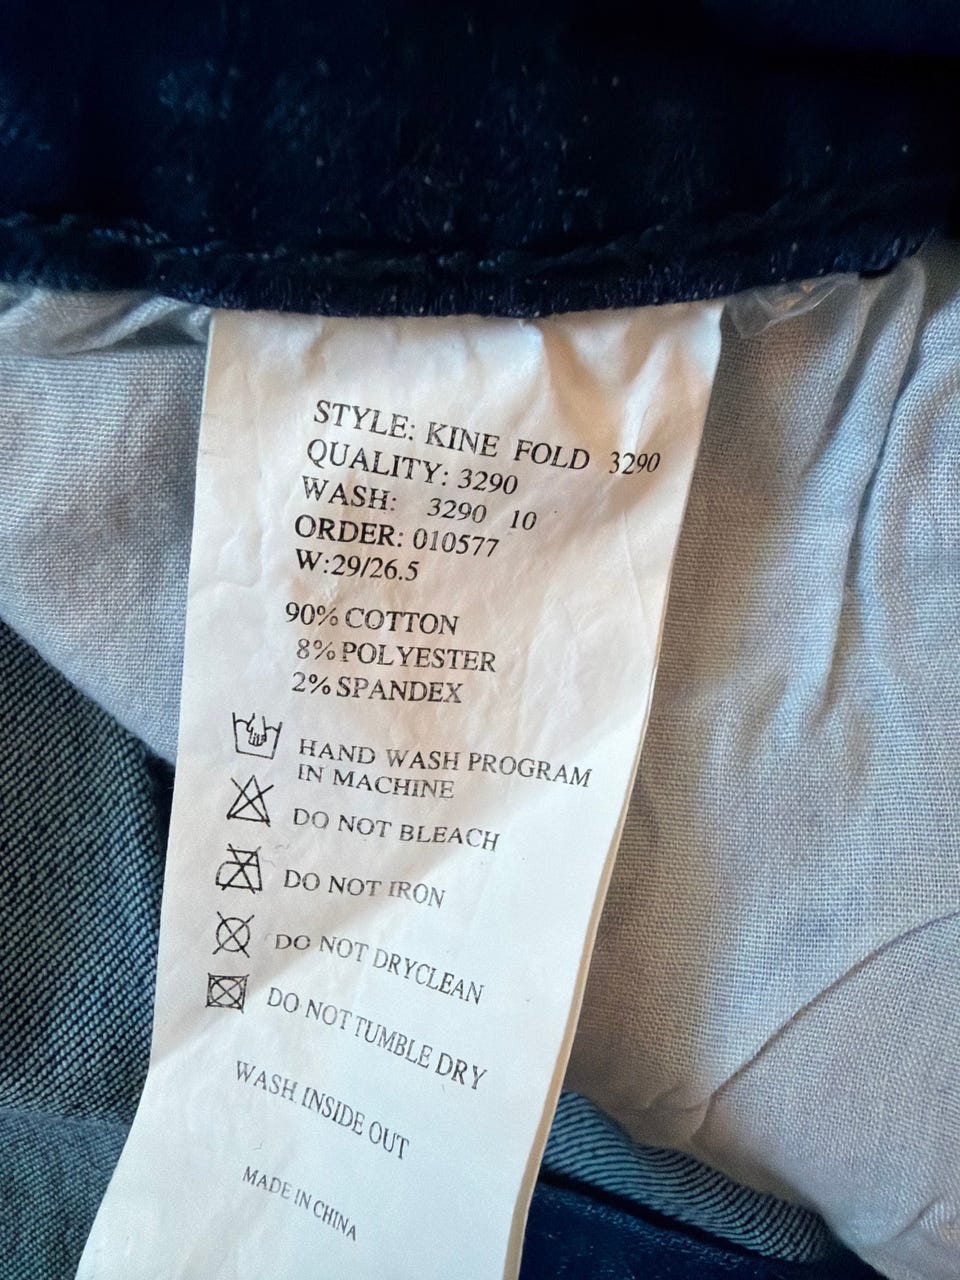 STYLE: KINE FOLD 3290
QUALITY: 3290
WASH: 3290 10
ORDER: 010577
W:29/26.5
90% COTTON
8% POLYESTER
2% SPANDEX
HAND WASH PROGRAM
IN MACHINE
DO NOT BLEACH
DO NOT IRON
DO NOT DRYCLEAN
DO NOT TUMBLE DRY
WASH INSIDE OUT
MADE IN CHINA